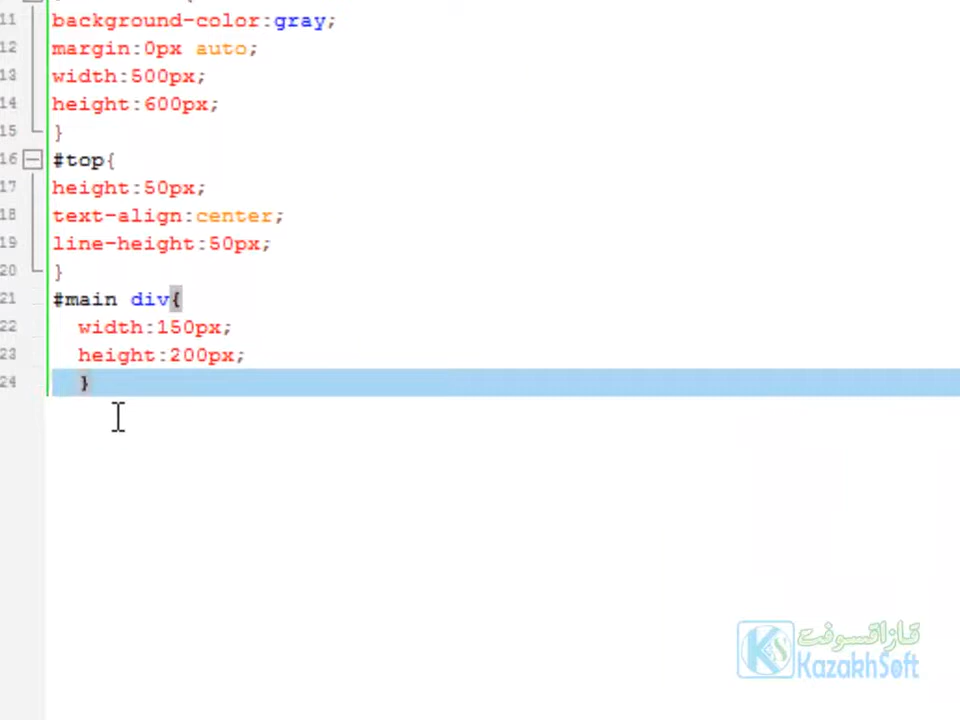 11 background-color:gray;
12 margin:0px auto;
13 width:500px;
14 height:600px;
15 }
16 #top{
17 height:50px;
18 text-align:center;
19 line-height:50px;
20 }
21 #main div{
22 width:150px;
23 height:200px;
24 }
KS قازاقسوفت
KazakhSoft